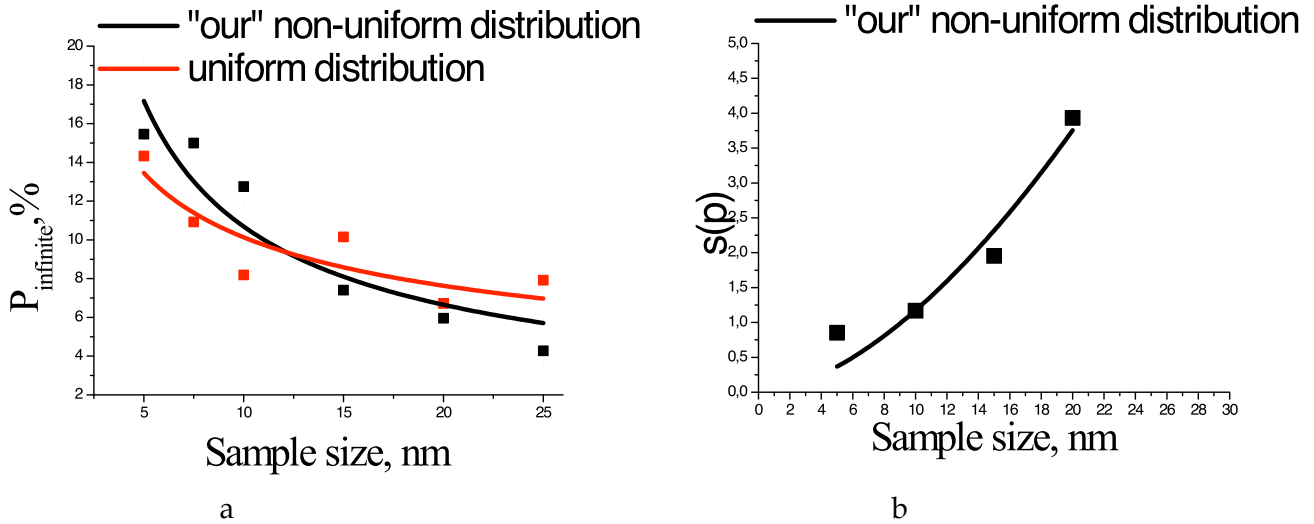 "our" non-uniform distribution
uniform distribution
20
18
16
14
12
10
8
6
4
2
P infinite,%
5 10 15 20 25
Sample size, nm
a
"our" non-uniform distribution
5,0
4,5
4,0
3,5
3,0
2,5
2,0
1,5
1,0
0,5
0,0
s(p)
0 2 4 6 8 10 12 14 16 18 20 22 24 26 28 30
Sample size, nm
b